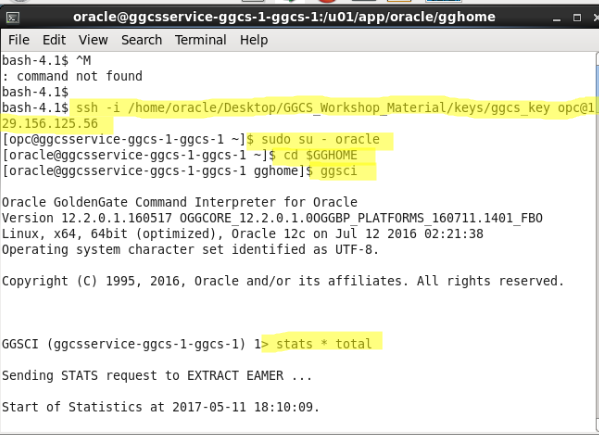 oracle@ggcsservice-ggcs-1-ggcs-1:/u01/app/oracle/gghome
File Edit View Search Terminal Help
bash-4.1$ ^M
: command not found
bash-4.1$
bash-4.1$ ssh -i /home/oracle/Desktop/GGCS_Workshop_Material/keys/ggcs_key opc@1
29.156.125.56
[opc@ggcsservice-ggcs-1-ggcs-1 ~]$ sudo su - oracle
[oracle@ggcsservice-ggcs-1-ggcs-1 ~]$ cd $GGHOME
[oracle@ggcsservice-ggcs-1-ggcs-1 gghome]$ ggsci
Oracle GoldenGate Command Interpreter for Oracle
Version 12.2.0.1.160517 OGGCORE_12.2.0.1.0OGGBP_PLATFORMS_160711.1401_FBO
Linux, x64, 64bit (optimized), Oracle 12c on Jul 12 2016 02:21:38
Operating system character set identified as UTF-8.
Copyright (C) 1995, 2016, Oracle and/or its affiliates. All rights reserved.
GGSCI (ggcsservice-ggcs-1-ggcs-1) 1> stats * total
Sending STATS request to EXTRACT EAMER ...
Start of Statistics at 2017-05-11 18:10:09.